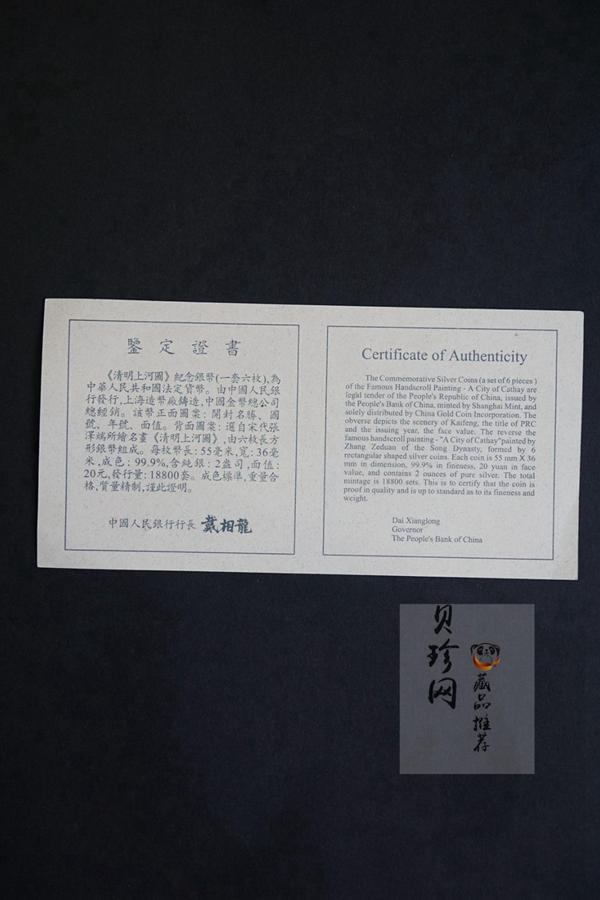 鑒定證書
《清明上河圖》紀念銀幣(一套六枚),為
中華人民共和國法定貨幣。由中國人民銀
行發行,上海造幣廠鑄造,中國金幣總公司
總經銷。該幣正面圖案:開封名勝、國
號、年號、面值。背面圖案:選自宋代張
澤端所繪名畫《清明上河圖》,由六枚長方
形銀幣組成。每枚幣長:55毫米,寬:36毫
米,成色:99.9%,含純銀:2盎司,面值:
20元,發行量:18800套。成色標準,重量合
格,質量精制,謹此證明。
中國人民銀行行長 戴相龍
Certificate of Authenticity
The Commemorative Silver Coins (a set of 6 pieces)
of the Famous Handscroll Painting - A City of Cathay are
legal tender of the People's Republic of China, issued by
the People's Bank of China, minted by Shanghai Mint, and
solely distributed by China Gold Coin Incorporation. The
obverse depicts the scenery of Kaifeng, the title of PRC
and the issuing year, the face value. The reverse the
famous handscroll painting - "A City of Cathay" painted by
Zhang Zeduan of the Song Dynasty, formed by 6
rectangular shaped silver coins. Each coin is 55 mm X 36
mm in dimension, 99.9% in fineness, 20 yuan in face
value, and contains 2 ounces of pure silver. The total
mintage is 18800 sets. This is to certify that the coin is
proof in quality and is up to standard as to its fineness and
weight.
Dai Xianglong
Governor
The People's Bank of China
贝珍网
藏品推荐